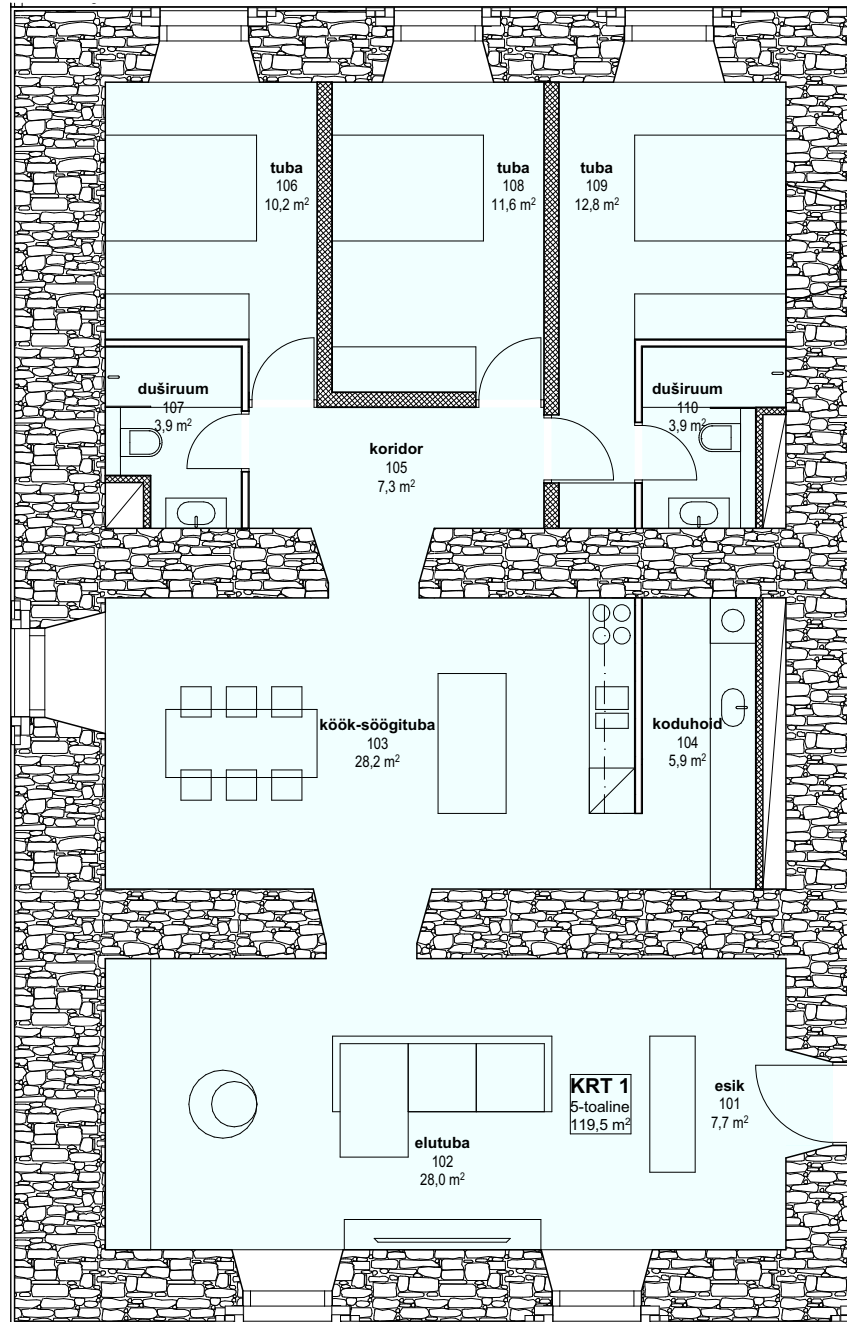 tuba
106
10,2 m²
tuba
108
11,6 m²
tuba
109
12,8 m²
duširuum
107
3,9 m²
duširuum
110
3,9 m²
koridor
105
7,3 m²
köök-söögituba
103
28,2 m²
koduhoid
104
5,9 m²
KRT 1
5-toaline
119,5 m²
esik
101
7,7 m²
elutuba
102
28,0 m²